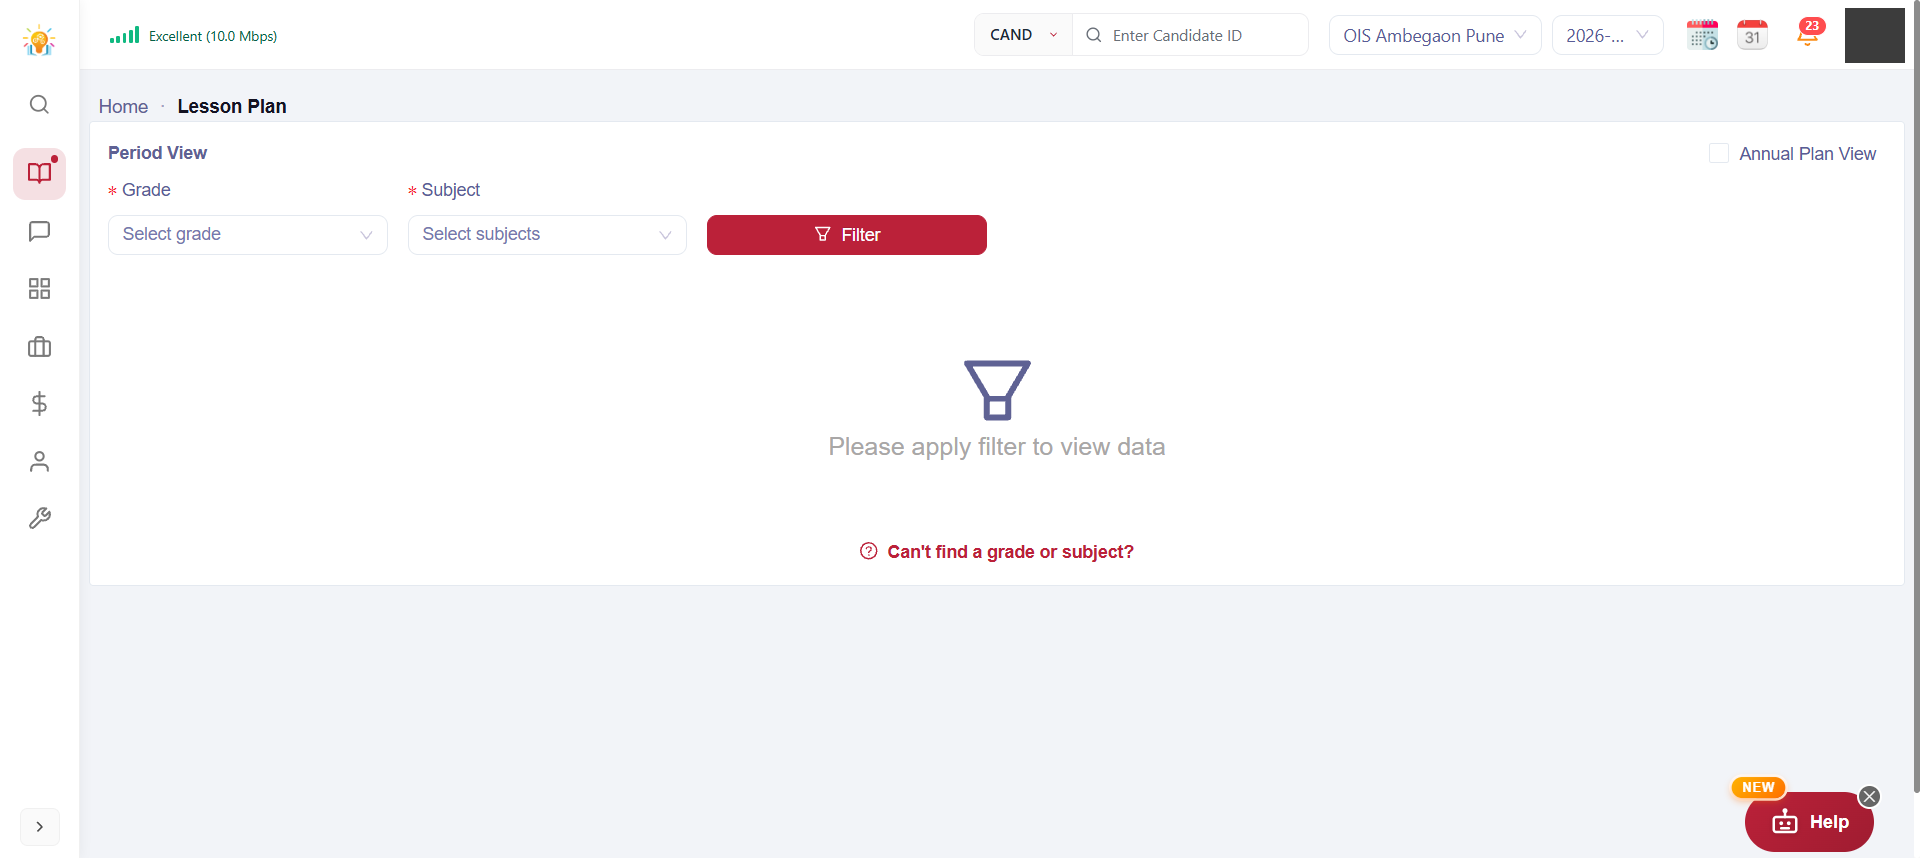 Excellent (10.0 Mbps)
CAND
Enter Candidate ID
OIS Ambegaon Pune
2026-...
31
23
Home · Lesson Plan
Period View
Annual Plan View
* Grade
* Subject
Select grade
Select subjects
Filter
Please apply filter to view data
Can't find a grade or subject?
NEW
Help